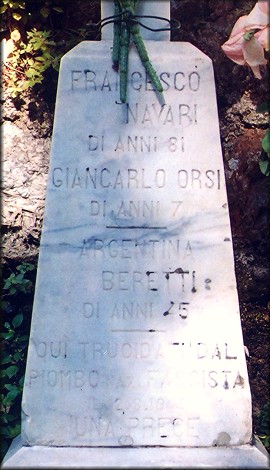 FRANCESCO
NAVARI
DI ANNI 81
GIANCARLO ORSI
DI ANNI 7
ARGENTINA
BERETTI
DI ANNI
QUI TRUCIDATI DAL
PIOMBO
UNA PRECE